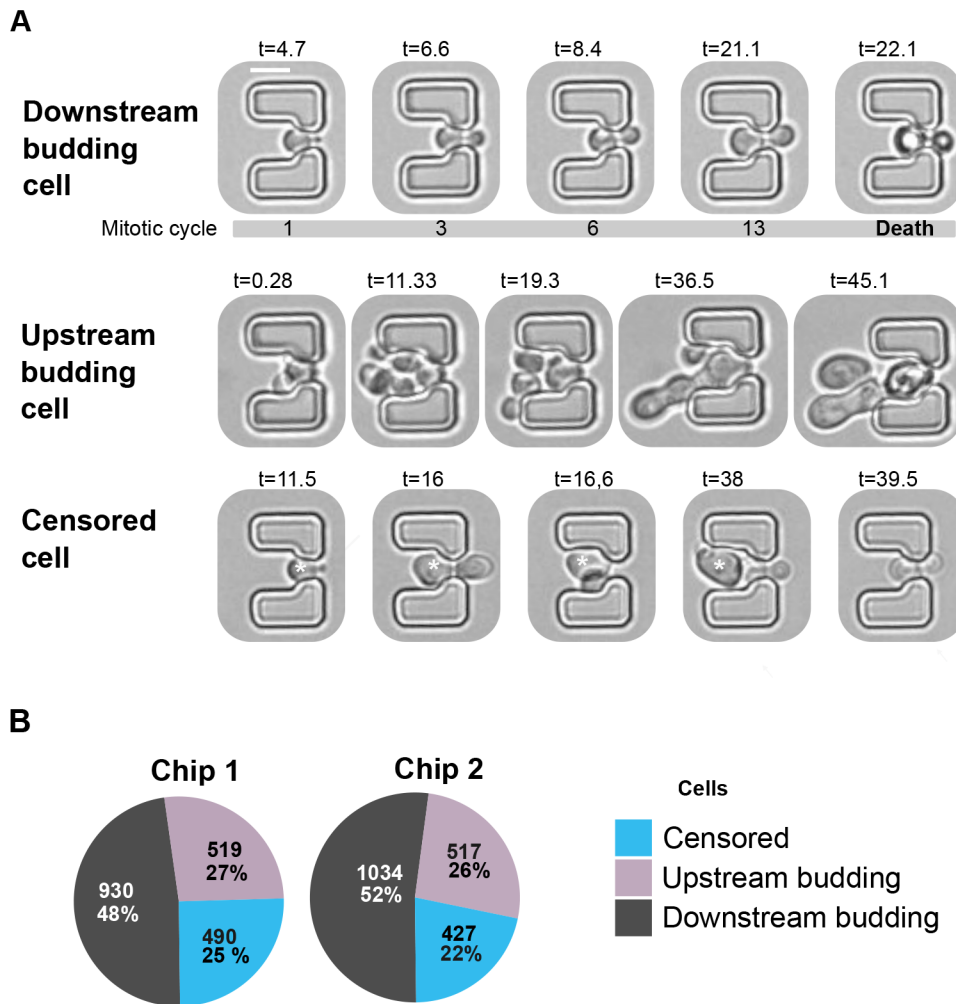 A
t=4.7 t=6.6 t=8.4 t=21.1 t=22.1
Downstream
budding
cell
Mitotic cycle 1 3 6 13 Death
t=0.28 t=11.33 t=19.3 t=36.5 t=45.1
Upstream
budding
cell
t=11.5 t=16 t=16,6 t=38 t=39.5
Censored
cell
* * * *
B
Chip 1
519
27%
930
48%
490
25 %
Chip 2
517
26%
1034
52%
427
22%
Cells
Censored
Upstream budding
Downstream budding